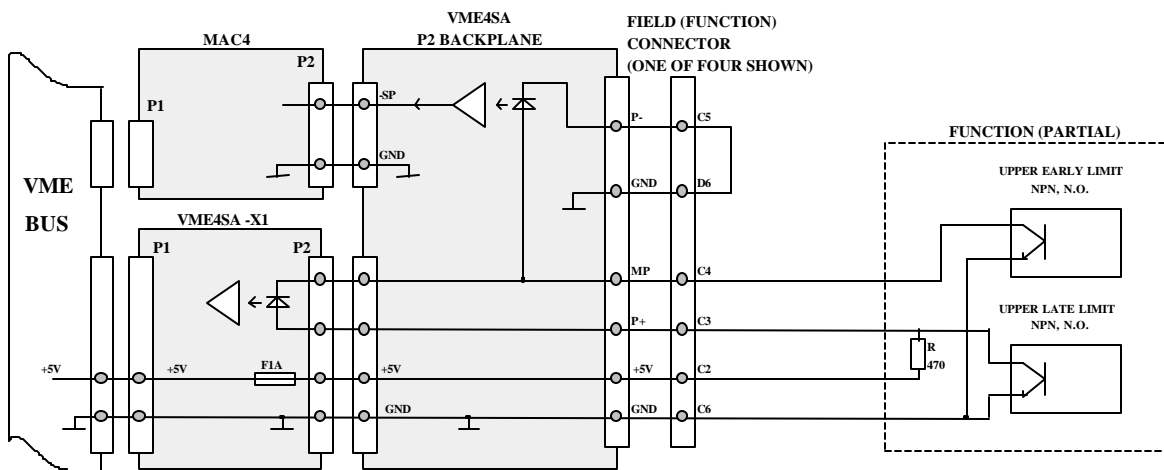 VME4SA
P2 BACKPLANE
FIELD (FUNCTION)
CONNECTOR
(ONE OF FOUR SHOWN)
MAC4
P2
P1
-SP
GND
P-
C5
GND
D6
FUNCTION (PARTIAL)
UPPER EARLY LIMIT
NPN, N.O.
VME
BUS
VME4SA -X1
P1
P2
MP
C4
P+
C3
UPPER LATE LIMIT
NPN, N.O.
R
470
+5V
+5V
F1A
+5V
+5V
C2
GND
GND
C6